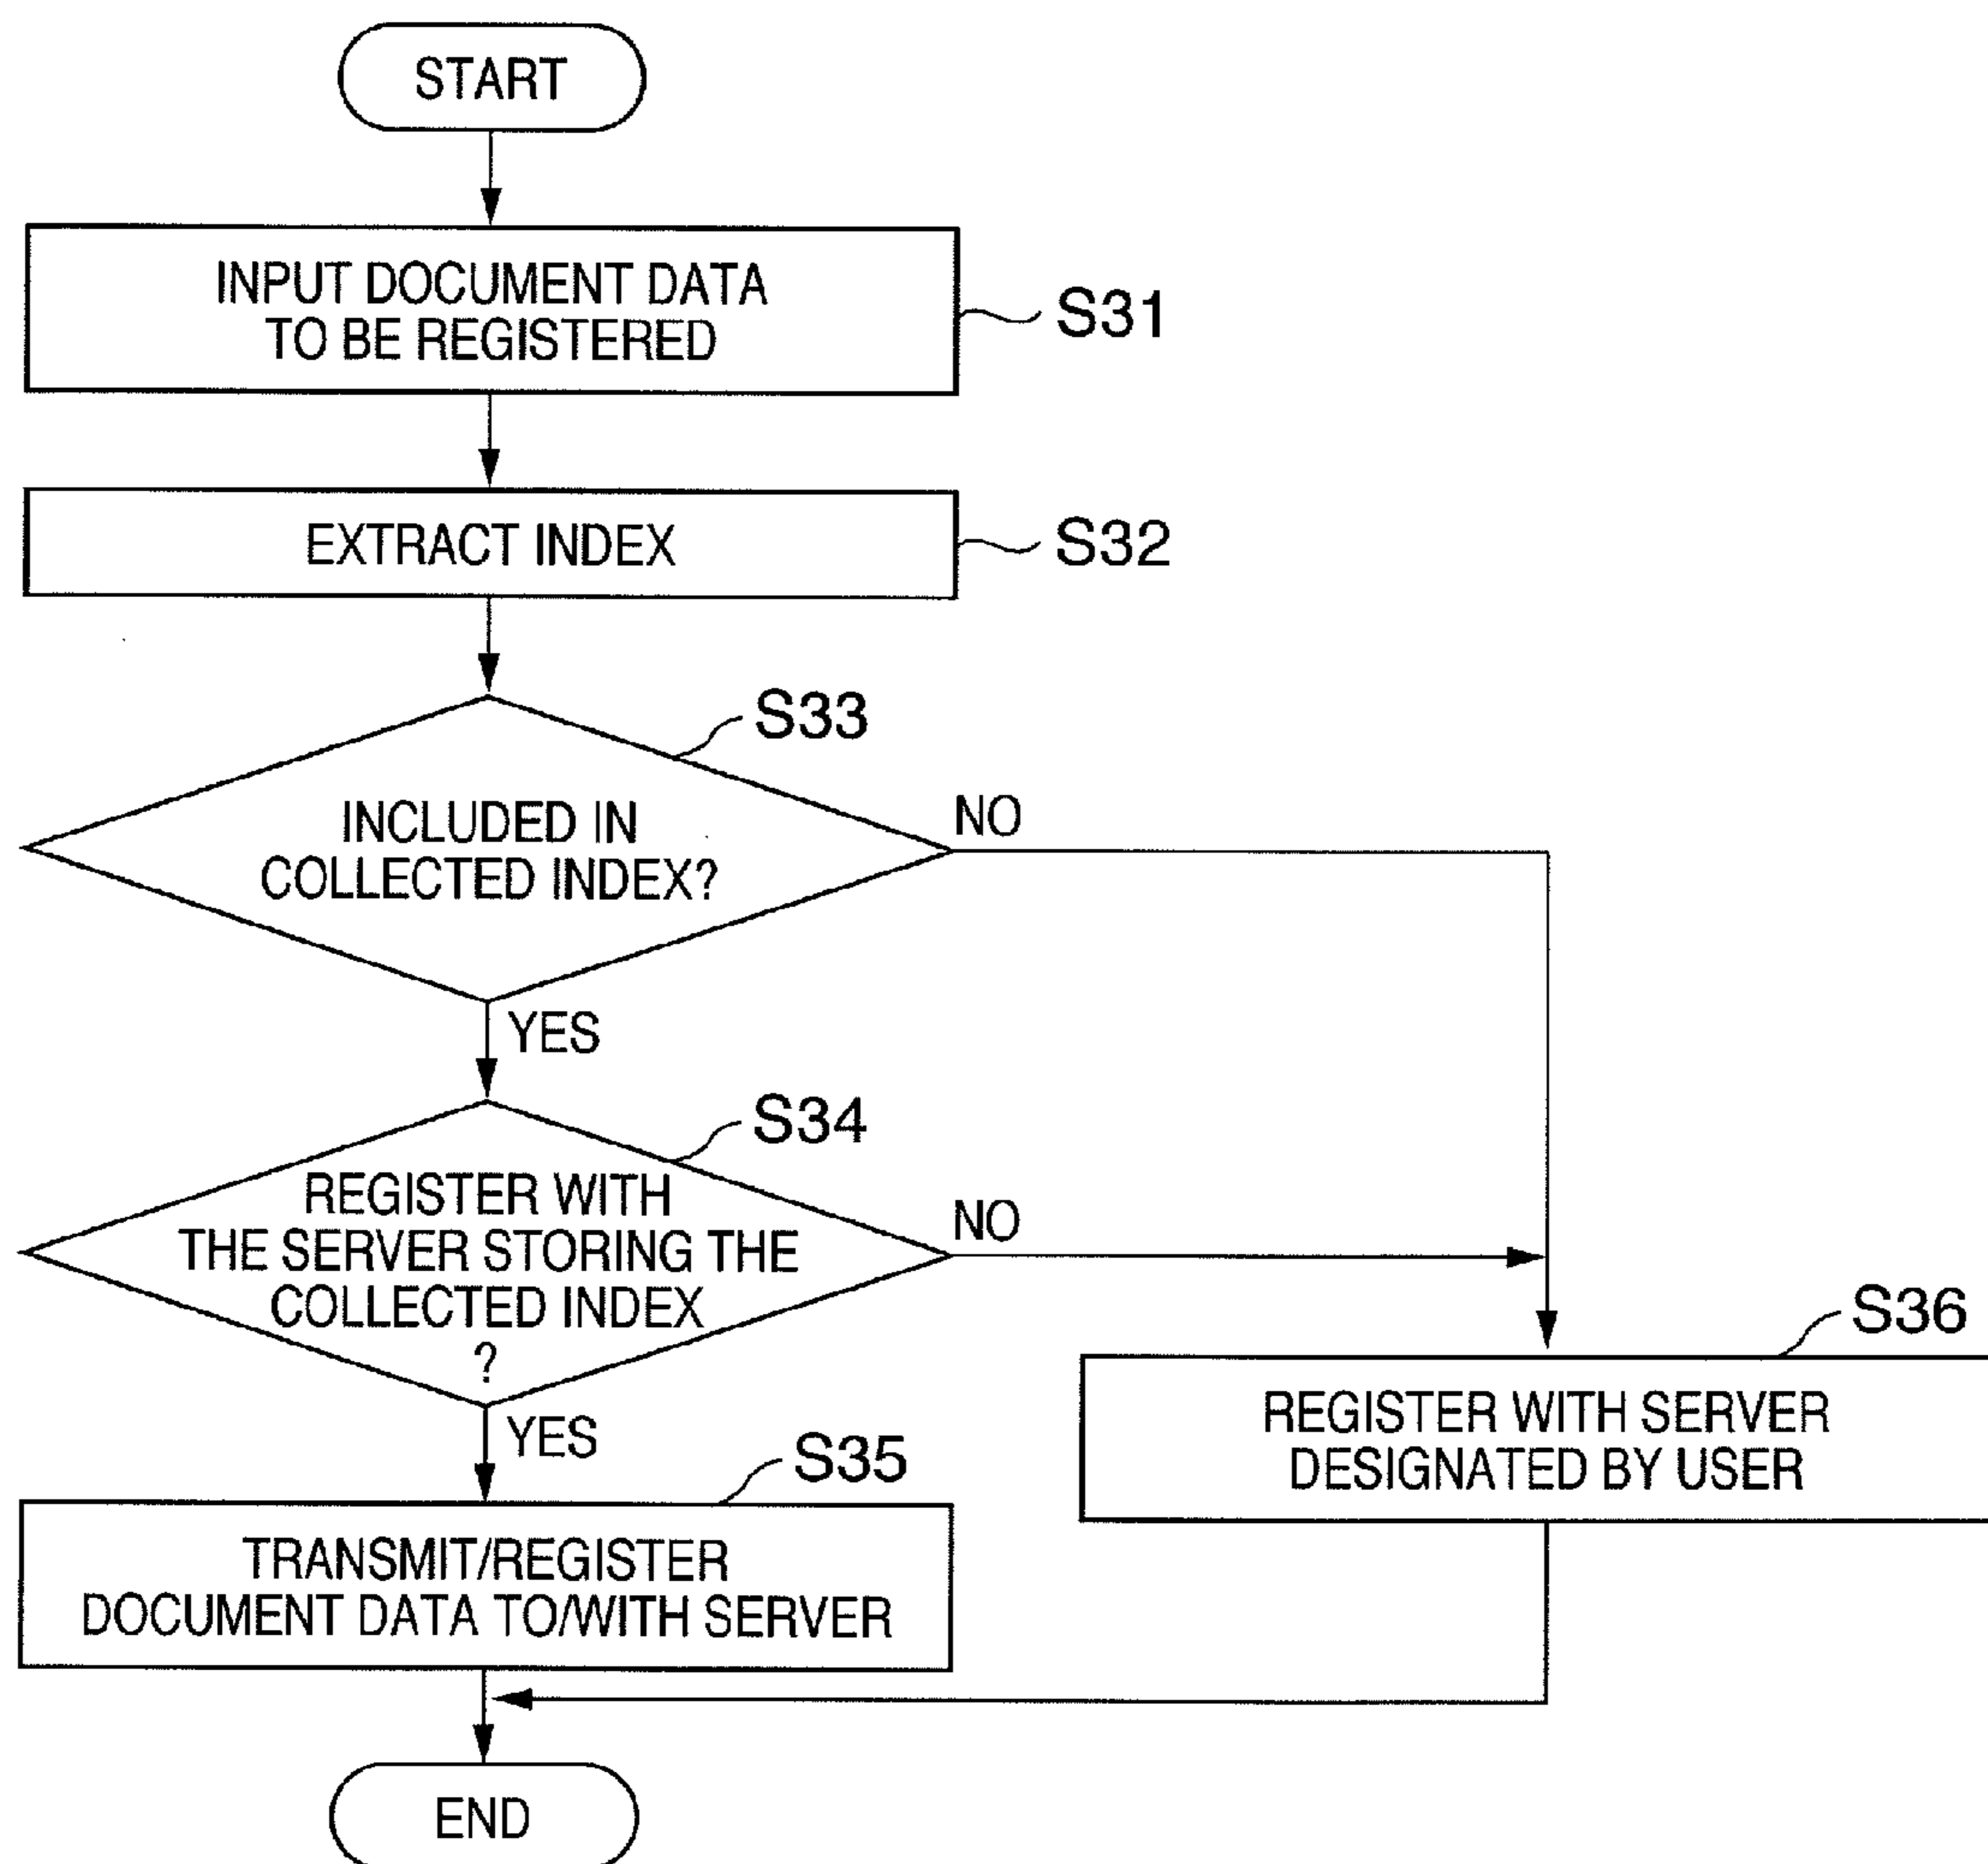 START
INPUT DOCUMENT DATA
TO BE REGISTERED
S31
EXTRACT INDEX
S32
S33
INCLUDED IN
COLLECTED INDEX?
NO
YES
S34
REGISTER WITH
THE SERVER STORING THE
COLLECTED INDEX
?
NO
YES
S35
TRANSMIT/REGISTER
DOCUMENT DATA TO/WITH SERVER
S36
REGISTER WITH SERVER
DESIGNATED BY USER
END